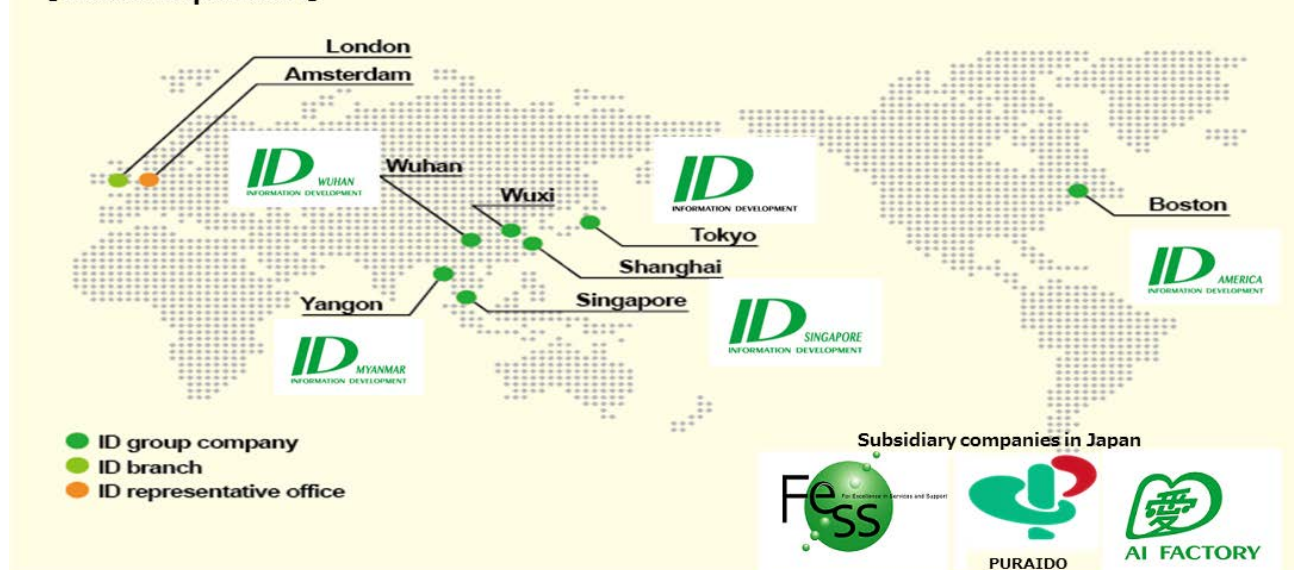 London
Amsterdam
ID
WUHAN
INFORMATION DEVELOPMENT
Wuhan
Wuxi
ID
INFORMATION DEVELOPMENT
Tokyo
Shanghai
Boston
ID
AMERICA
INFORMATION DEVELOPMENT
Yangon
Singapore
ID
SINGAPORE
INFORMATION DEVELOPMENT
ID
MYANMAR
INFORMATION DEVELOPMENT
ID group company
ID branch
ID representative office
Subsidiary companies in Japan
FeSS
For Excellence in Services and Support
PURAIDO
愛
AI FACTORY